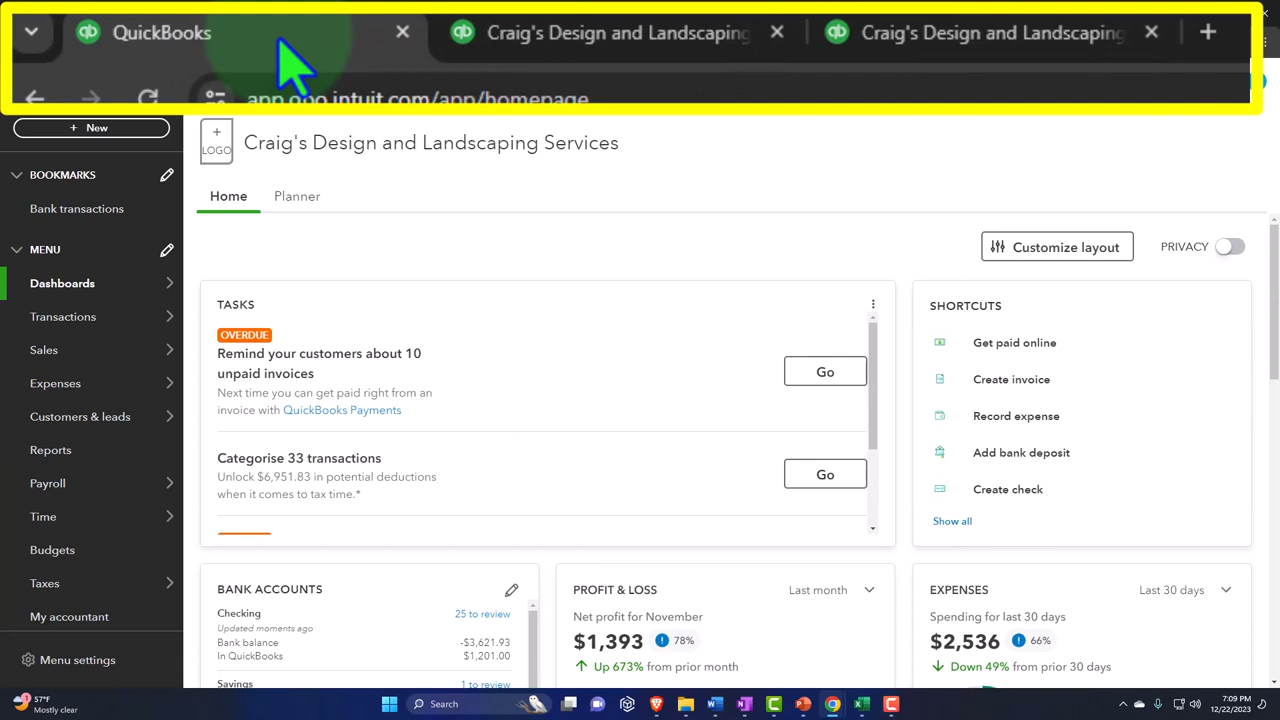 QuickBooks
Craig's Design and Landscaping
Craig's Design and Landscaping
app.qbo.intuit.com/app/homepage
+ New
+
LOGO
Craig's Design and Landscaping Services
BOOKMARKS
Bank transactions
MENU
Dashboards
Transactions
Sales
Expenses
Customers & leads
Reports
Payroll
Time
Budgets
Taxes
My accountant
Menu settings
Home
Planner
Customize layout
PRIVACY
TASKS
OVERDUE
Remind your customers about 10
unpaid invoices
Next time you can get paid right from an
invoice with QuickBooks Payments
Go
Categorise 33 transactions
Unlock $6,951.83 in potential deductions
when it comes to tax time.*
Go
SHORTCUTS
Get paid online
Create invoice
Record expense
Add bank deposit
Create check
Show all
BANK ACCOUNTS
Checking
25 to review
Updated moments ago
Bank balance
-$3,621.93
In QuickBooks
$1,201.00
Savings
1 to review
PROFIT & LOSS
Last month
Net profit for November
$1,393
78%
Up 673% from prior month
EXPENSES
Last 30 days
Spending for last 30 days
$2,536
66%
Down 49% from prior 30 days
57°F
Mostly clear
Search
7:09 PM
12/22/2023